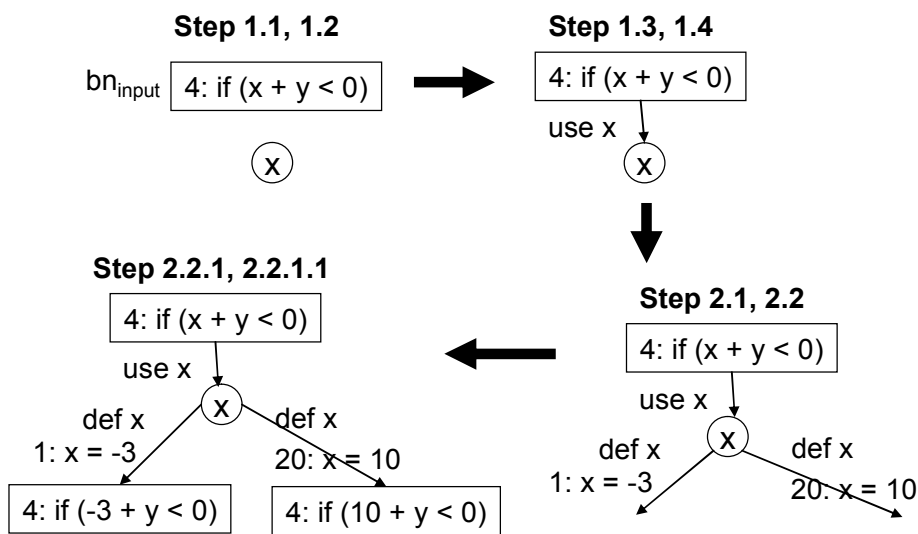 Step 1.1, 1.2
bn_input 4: if (x + y < 0)
x
Step 1.3, 1.4
4: if (x + y < 0)
use x
x
Step 2.1, 2.2
4: if (x + y < 0)
use x
x
def x
1: x = -3
def x
20: x = 10
Step 2.2.1, 2.2.1.1
4: if (x + y < 0)
use x
x
def x
1: x = -3
def x
20: x = 10
4: if (-3 + y < 0)
4: if (10 + y < 0)